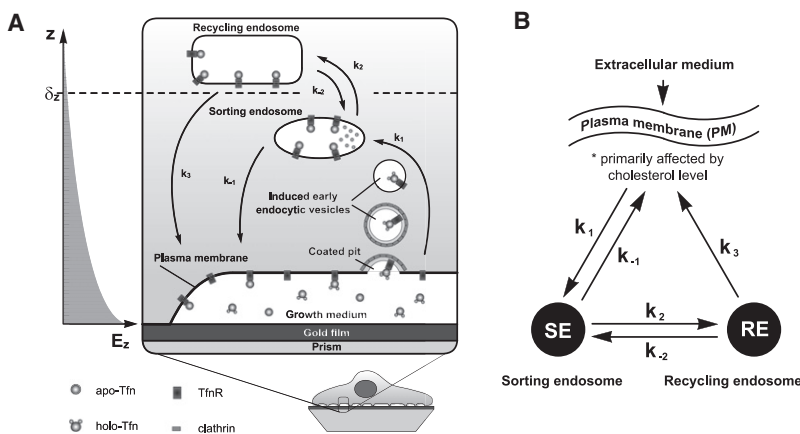 A
z
δz
Ez
Recycling endosome
k2
k-2
Sorting endosome
k1
k3
k-1
Induced early
endocytic vesicles
Coated pit
Plasma membrane
Growth medium
Gold film
Prism
apo-Tfn
TfnR
holo-Tfn
clathrin
B
Extracellular medium
Plasma membrane (PM)
* primarily affected by
cholesterol level
k1
k-1
k3
SE
k2
k-2
RE
Sorting endosome
Recycling endosome